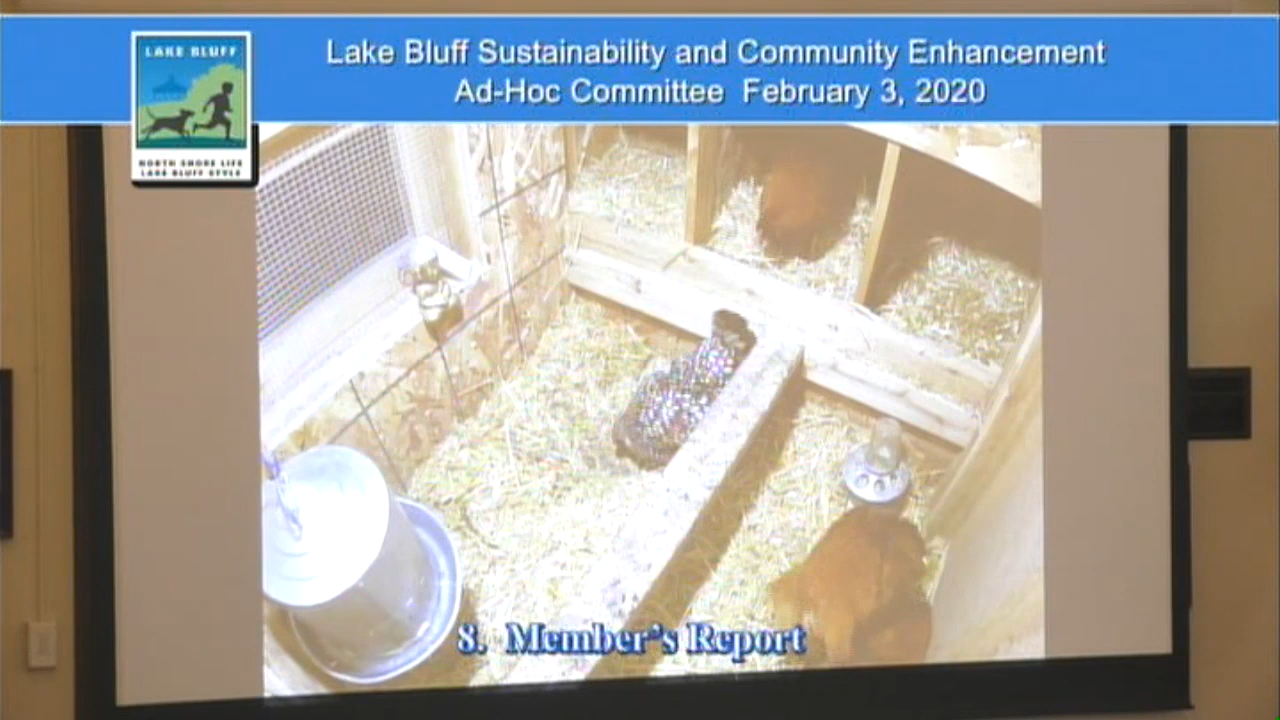 Lake Bluff Sustainability and Community Enhancement
Ad-Hoc Committee February 3, 2020
LAKE BLUFF
NORTH SHORE LIFE
LAKE BLUFF STYLE
8. Member's Report